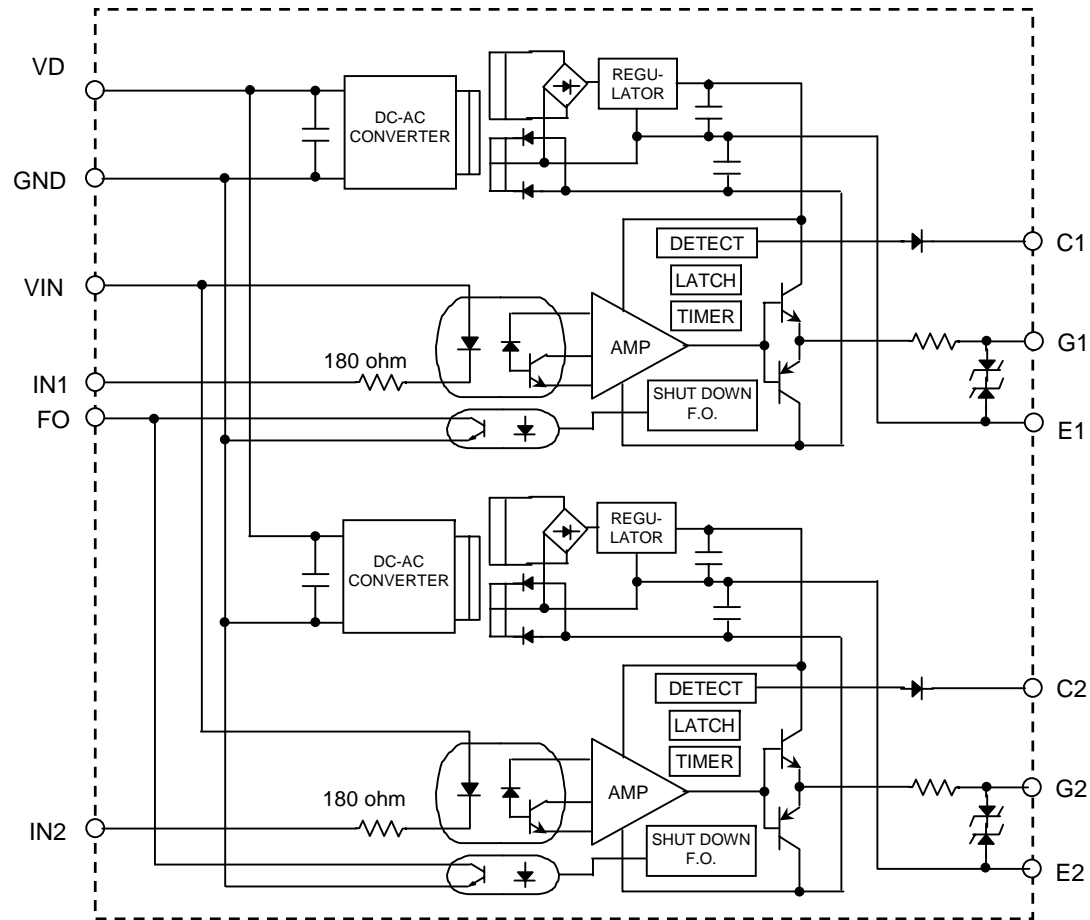 VD
REGU-
LATOR
DC-AC
CONVERTER
GND
DETECT
C1
LATCH
VIN
TIMER
AMP
G1
180 ohm
IN1
SHUT DOWN
F.O.
FO
E1
REGU-
LATOR
DC-AC
CONVERTER
DETECT
C2
LATCH
TIMER
AMP
G2
180 ohm
IN2
SHUT DOWN
F.O.
E2